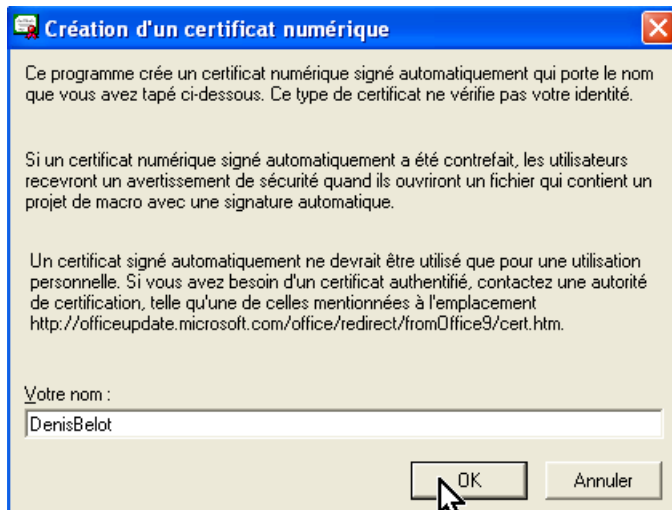 Création d'un certificat numérique
Ce programme crée un certificat numérique signé automatiquement qui porte le nom
que vous avez tapé ci-dessous. Ce type de certificat ne vérifie pas votre identité.
Si un certificat numérique signé automatiquement a été contrefait, les utilisateurs
recevront un avertissement de sécurité quand ils ouvriront un fichier qui contient un
projet de macro avec une signature automatique.
Un certificat signé automatiquement ne devrait être utilisé que pour une utilisation
personnelle. Si vous avez besoin d'un certificat authentifié, contactez une autorité
de certification, telle qu'une de celles mentionnées à l'emplacement
http://officeupdate.microsoft.com/office/redirect/fromOffice9/cert.htm.
Votre nom :
DenisBelot
OK Annuler